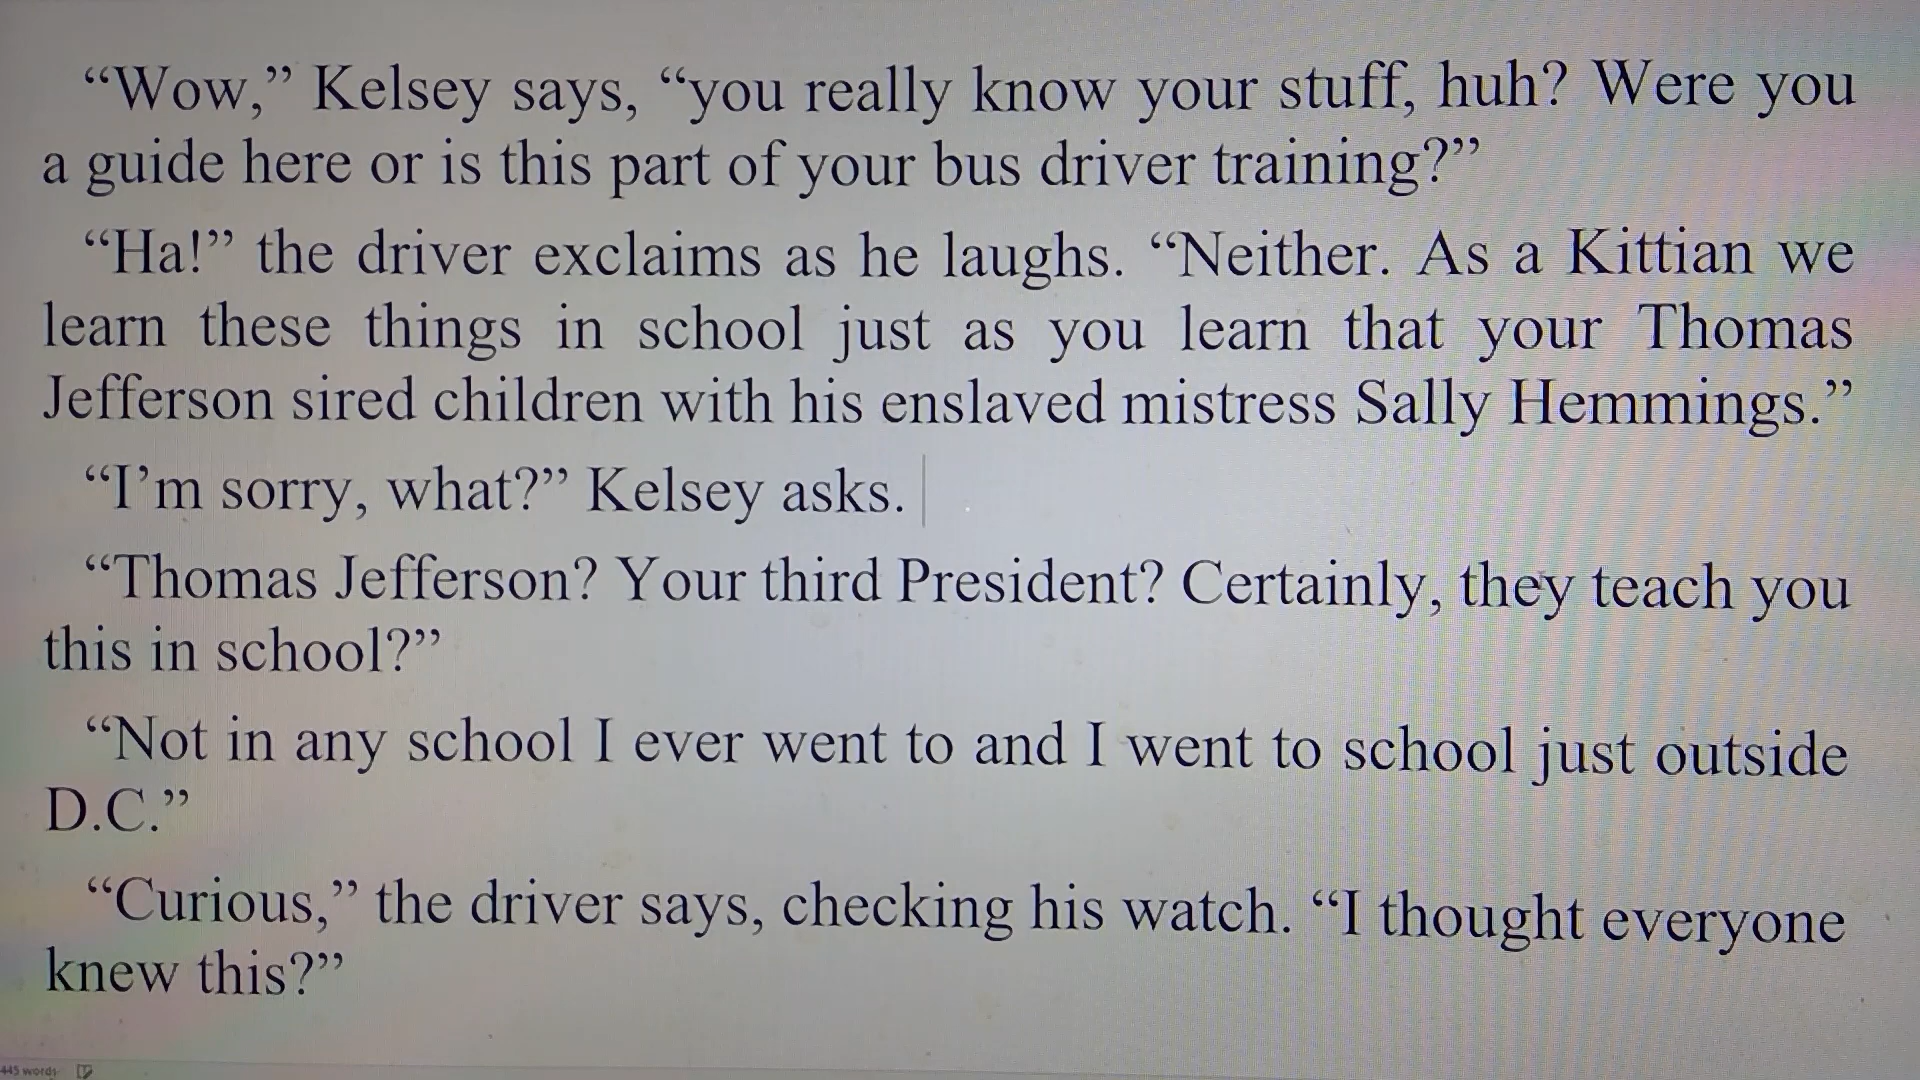 “Wow,” Kelsey says, “you really know your stuff, huh? Were you
a guide here or is this part of your bus driver training?”
“Ha!” the driver exclaims as he laughs. “Neither. As a Kittian we
learn these things in school just as you learn that your Thomas
Jefferson sired children with his enslaved mistress Sally Hemmings.”
“I’m sorry, what?” Kelsey asks.
“Thomas Jefferson? Your third President? Certainly, they teach you
this in school?”
“Not in any school I ever went to and I went to school just outside
D.C.”
“Curious,” the driver says, checking his watch. “I thought everyone
knew this?”
445 words